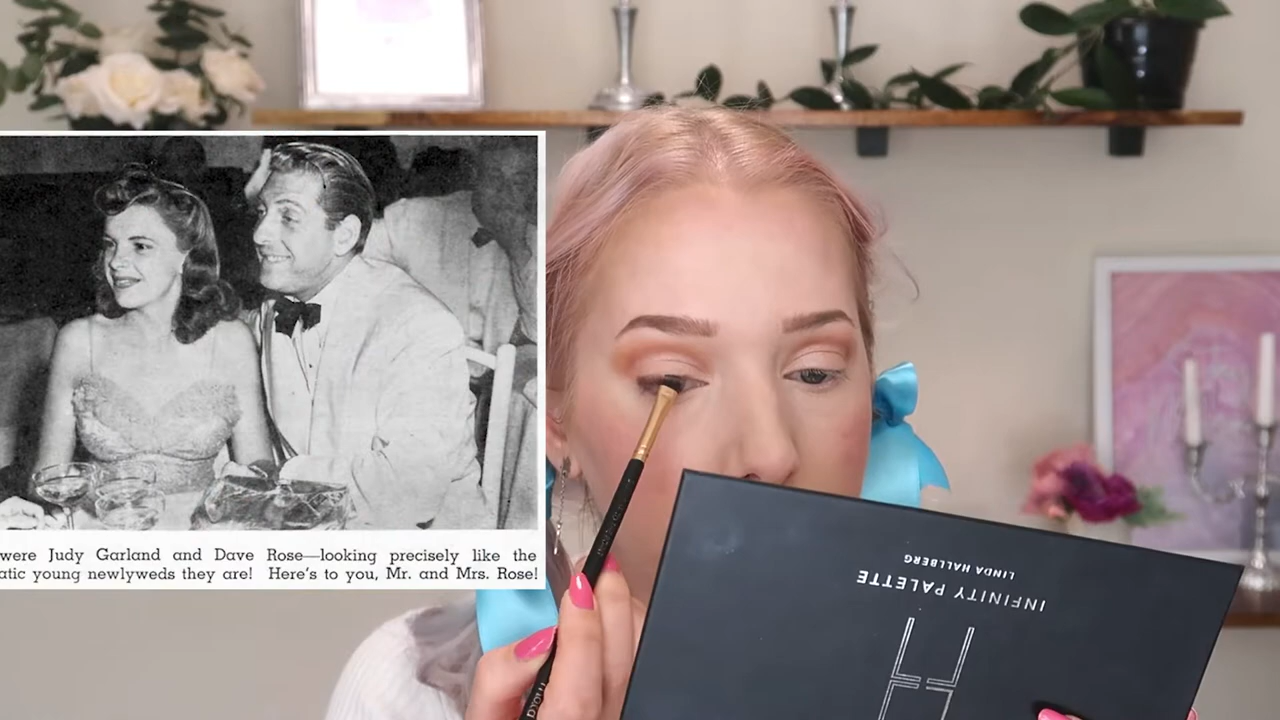 were Judy Garland and Dave Rose—looking precisely like the
atic young newlyweds they are! Here's to you, Mr. and Mrs. Rose!
LINDA HALLBERG
INFINITY PALETTE